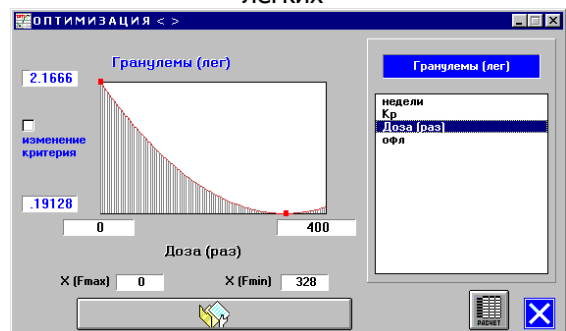 ЛЕГКИХ
ОПТИМИЗАЦИЯ < >
Гранулемы (лег)
2.1666
изменение
критерия
.19128
0
400
Доза (раз)
X (Fmax) 0
X (Fmin) 328
Гранулемы (лег)
недели
Кр
Доза (раз)
офл
РАСЧЕТ